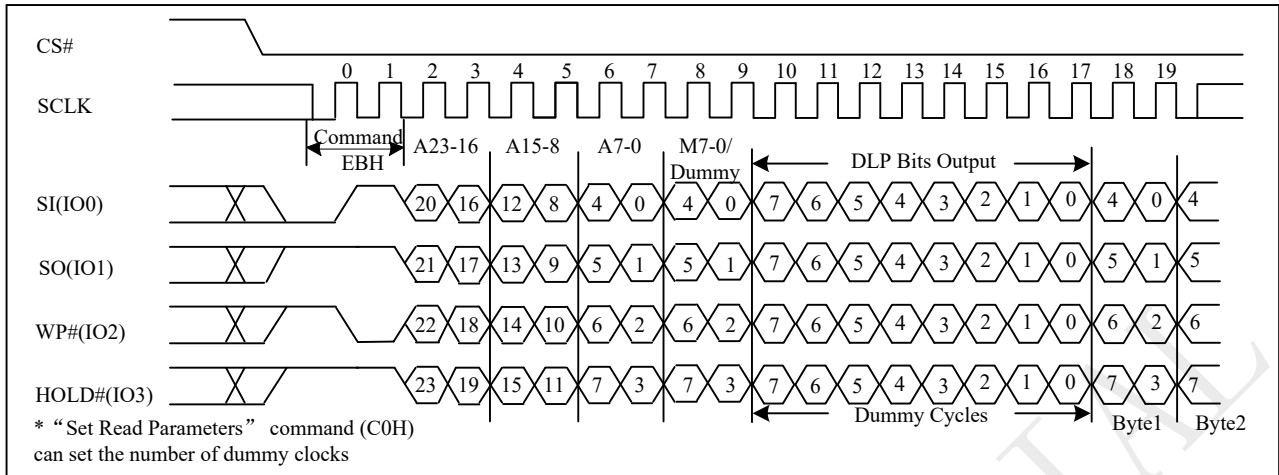 CS#
0 1 2 3 4 5 6 7 8 9 10 11 12 13 14 15 16 17 18 19
SCLK
Command
EBH
A23-16 A15-8 A7-0 M7-0/
Dummy
DLP Bits Output
SI(IO0) 20 16 12 8 4 0 4 0 7 6 5 4 3 2 1 0 4 0 4
SO(IO1) 21 17 13 9 5 1 5 1 7 6 5 4 3 2 1 0 5 1 5
WP#(IO2) 22 18 14 10 6 2 6 2 7 6 5 4 3 2 1 0 6 2 6
HOLD#(IO3) 23 19 15 11 7 3 7 3 7 6 5 4 3 2 1 0 7 3 7
Dummy Cycles Byte1 Byte2
* “Set Read Parameters” command (C0H)
can set the number of dummy clocks